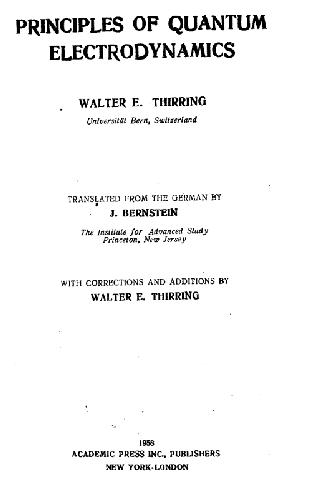 PRINCIPLES OF QUANTUM
ELECTRODYNAMICS
WALTER E. THIRRING
Universität Bern, Switzerland
TRANSLATED FROM THE GERMAN BY
J. BERNSTEIN
The Institute for Advanced Study
Princeton, New Jersey
WITH CORRECTIONS AND ADDITIONS BY
WALTER E. THIRRING
1958
ACADEMIC PRESS INC., PUBLISHERS
NEW YORK-LONDON